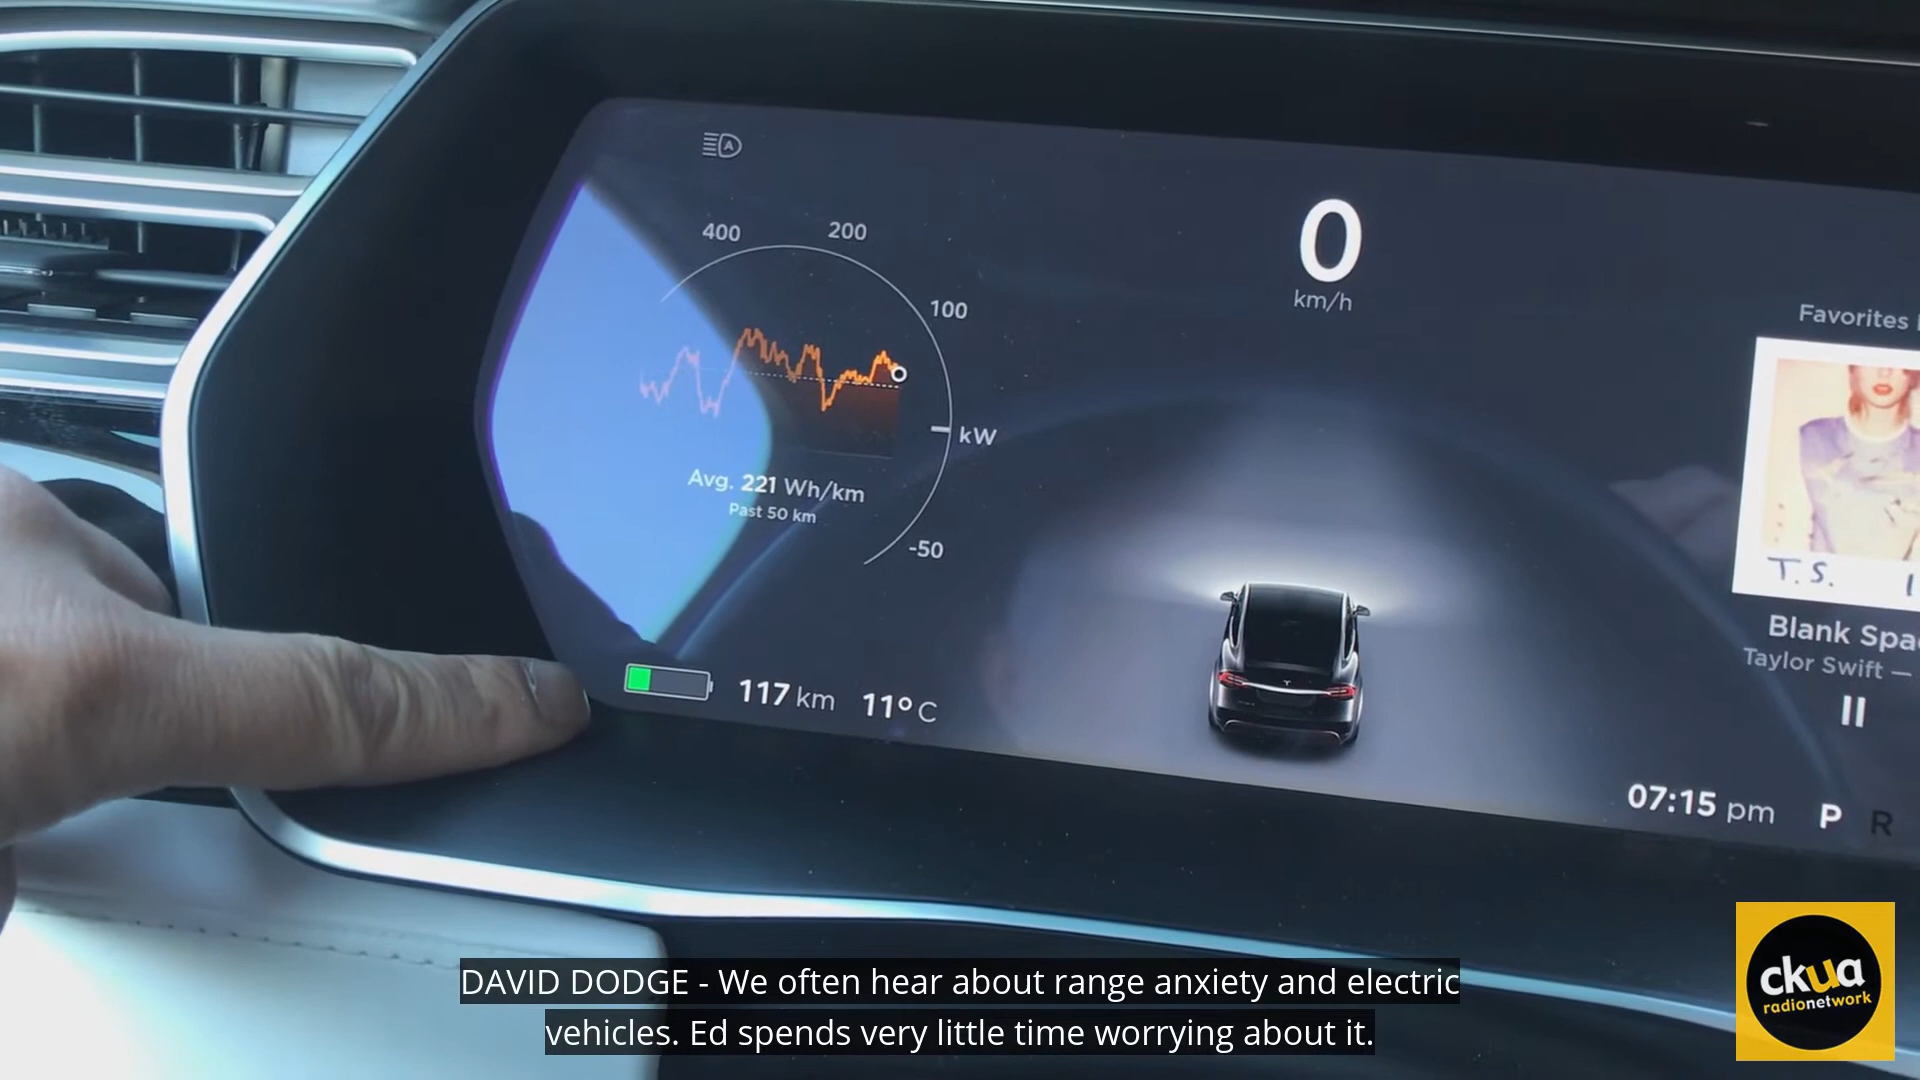 A
400
200
100
kW
-50
Avg. 221 Wh/km
Past 50 km
0
km/h
Favorites
T.S.
Blank Spa
Taylor Swift —
117 km
11° C
07:15 pm
P R
DAVID DODGE - We often hear about range anxiety and electric
vehicles. Ed spends very little time worrying about it.
ckua
radionetwork